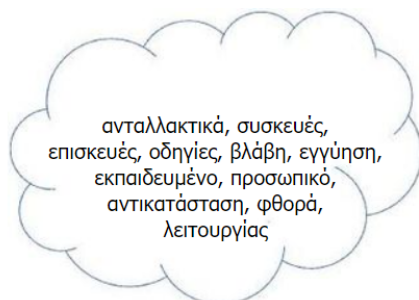 ανταλλακτικά, συσκευές,
επισκευές, οδηγίες, βλάβη, εγγύηση,
εκπαιδευμένο, προσωπικό,
αντικατάσταση, φθορά,
λειτουργίας